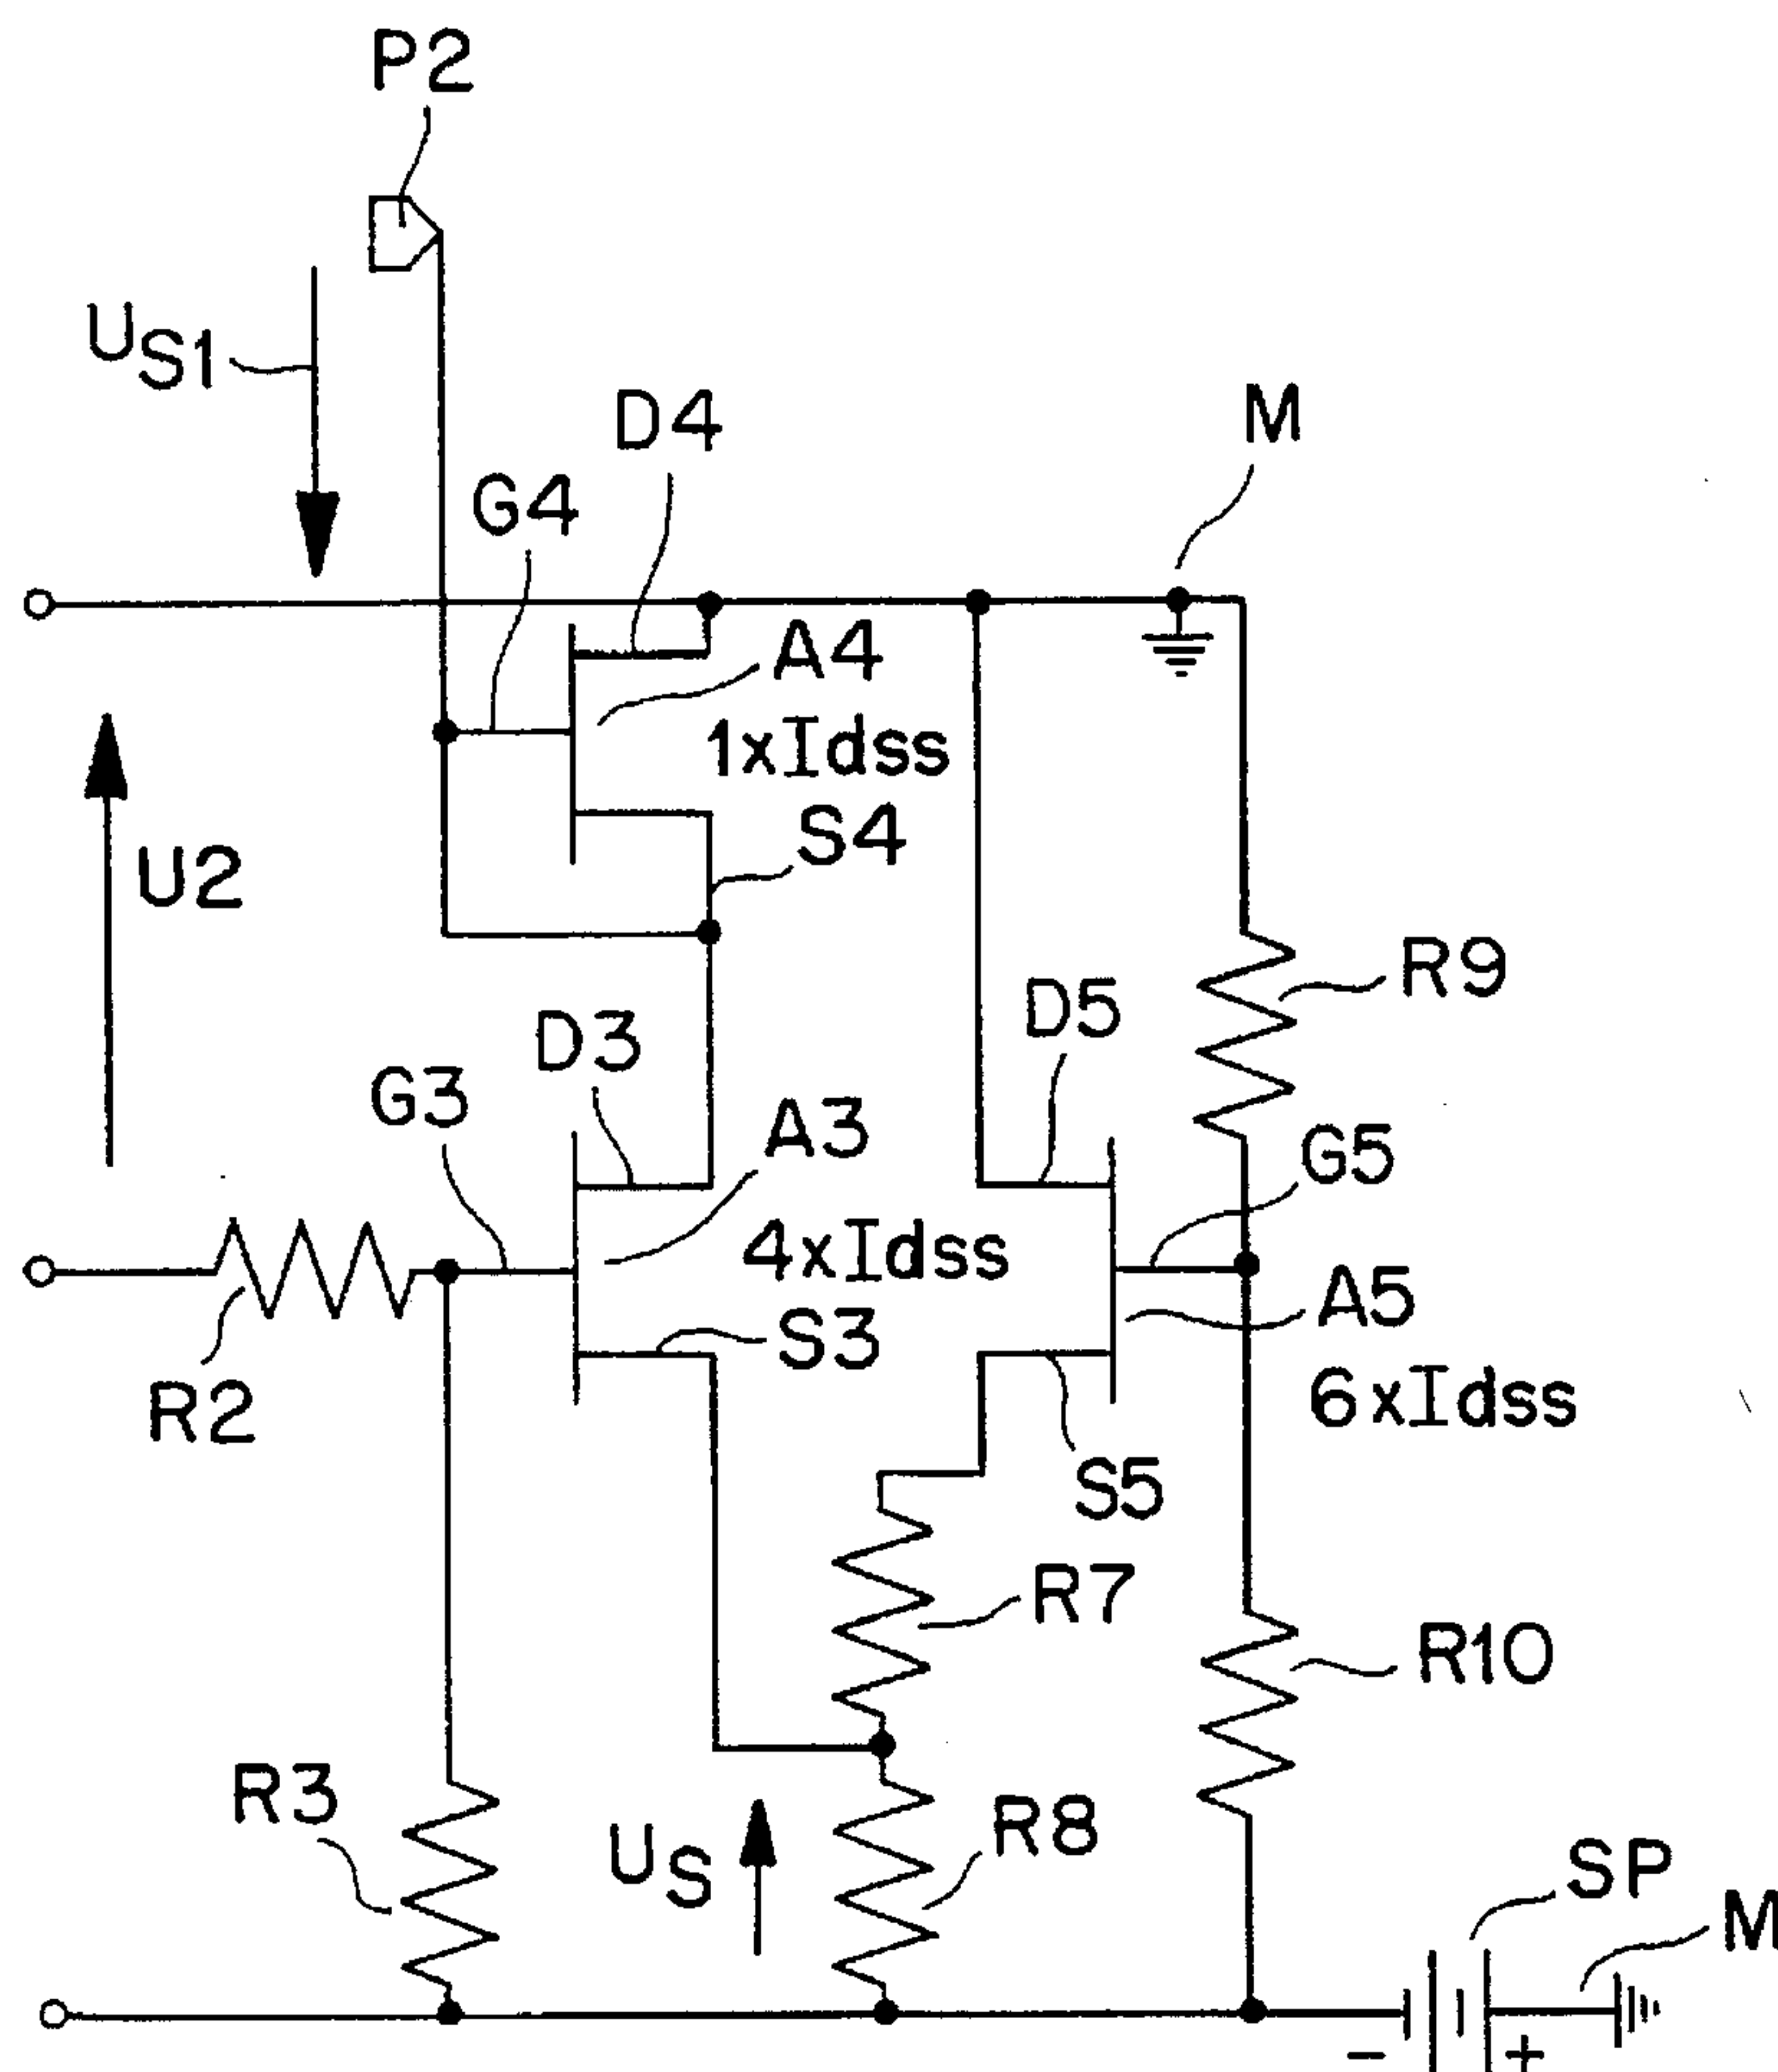 P2
US1
D4
M
G4
A4
1xIdss
S4
U2
R9
D5
D3
G3
A3
G5
4xIdss
A5
S3
R2
6xIdss
S5
R7
R10
R3
US
R8
SP
M
- +